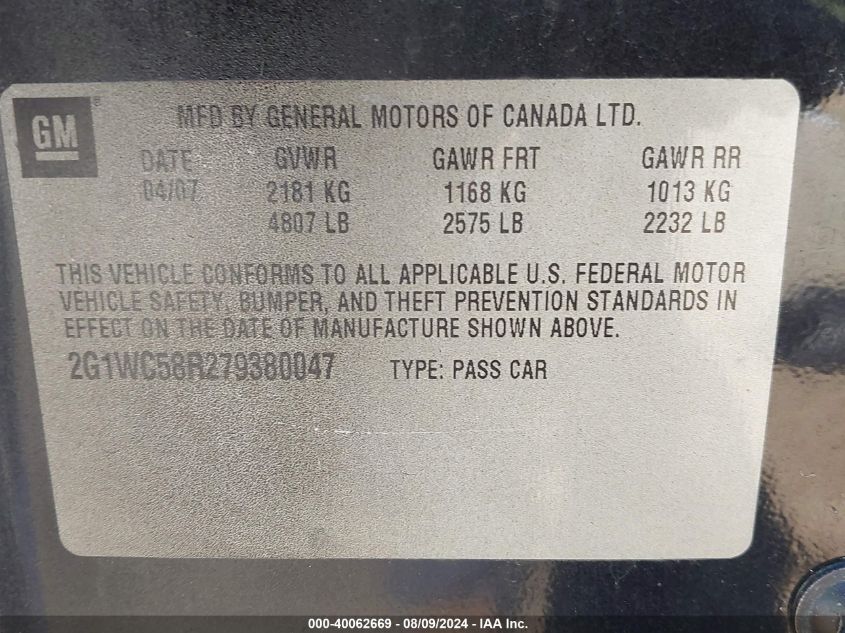 GM ® MFD BY GENERAL MOTORS OF CANADA LTD.
DATE GVWR GAWR FRT GAWR RR
04/07 2181 KG 1168 KG 1013 KG
4807 LB 2575 LB 2232 LB
THIS VEHICLE CONFORMS TO ALL APPLICABLE U.S. FEDERAL MOTOR
VEHICLE SAFETY, BUMPER, AND THEFT PREVENTION STANDARDS IN
EFFECT ON THE DATE OF MANUFACTURE SHOWN ABOVE.
2G1WC58R279380047 TYPE: PASS CAR
000-40062669 - 08/09/2024 - IAA Inc.